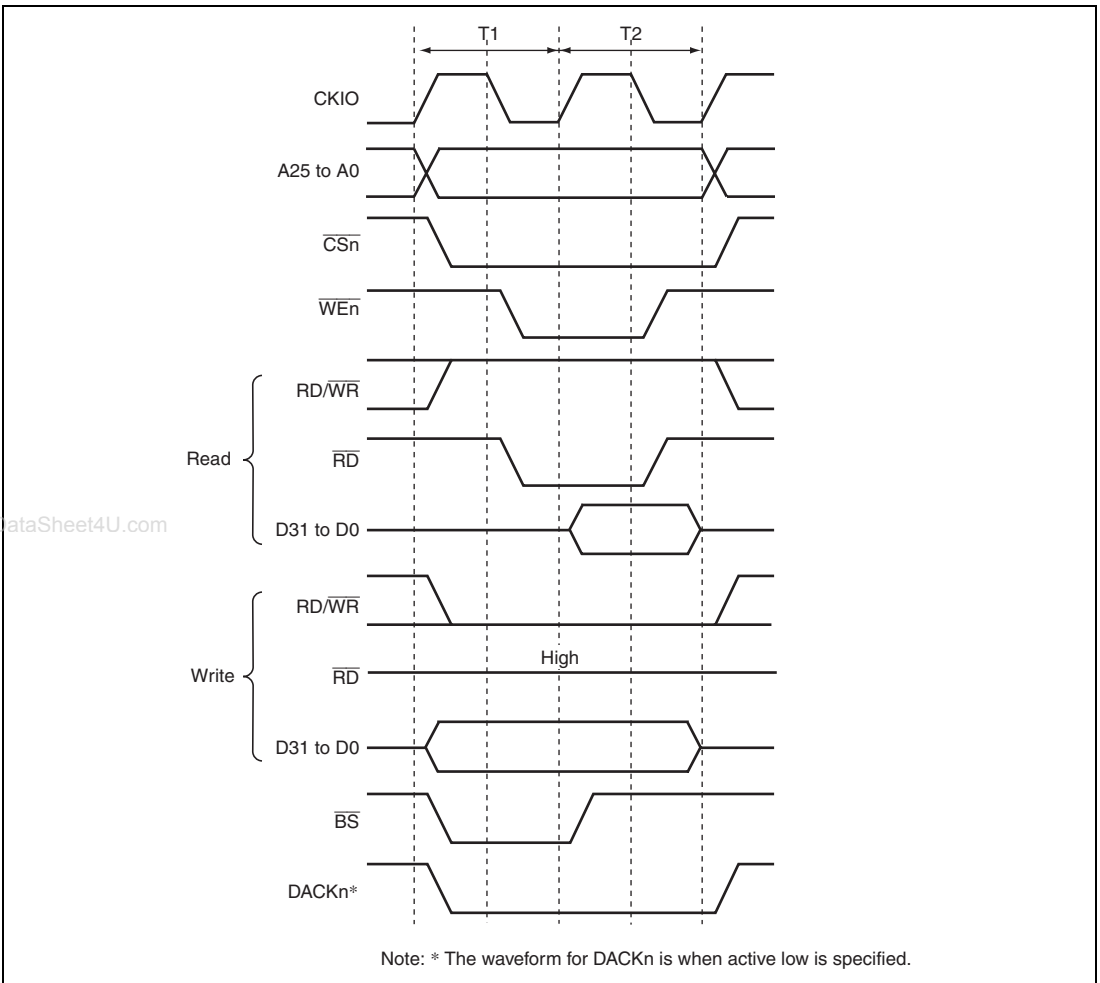 T1 T2
CKIO
A25 to A0
CSn
WEn
RD/WR
Read
RD
DataSheet4U.com
D31 to D0
RD/WR
High
Write
RD
D31 to D0
BS
DACKn*
Note: * The waveform for DACKn is when active low is specified.